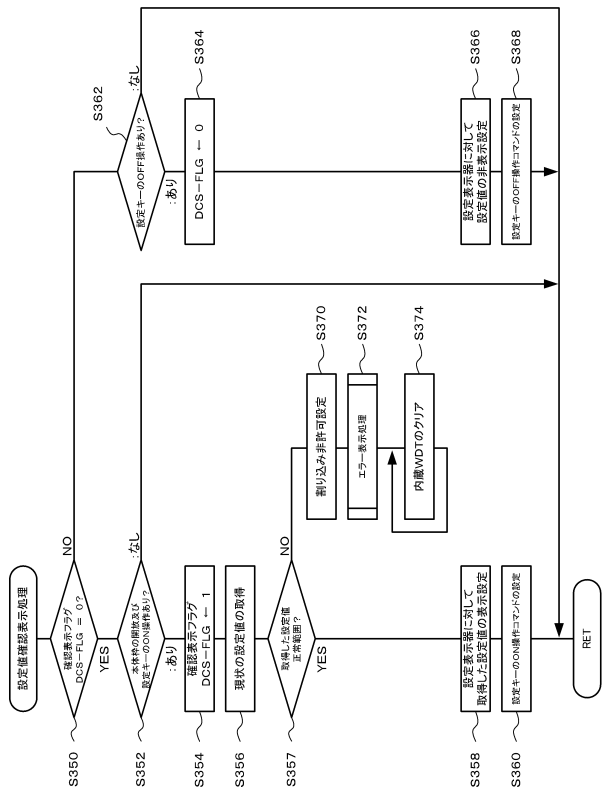 設定値確認表示処理
S350
確認表示フラグ
DCS-FLG = 0?
NO
YES
S352
本体枠の開放及び
設定キーのON操作あり?
:なし
:あり
S354
確認表示フラグ
DCS-FLG ← 1
S356
現状の設定値の取得
S357
取得した設定値
正常範囲?
NO
YES
S358
設定表示器に対して
取得した設定値の表示設定
S360
設定キーのON操作コマンドの設定
RET
S370
割り込み非許可設定
S372
エラー表示処理
S374
内蔵WDTのクリア
S362
設定キーのOFF操作あり?
:なし
:あり
S364
DCS-FLG ← 0
S366
設定表示器に対して
設定値の非表示設定
S368
設定キーのOFF操作コマンドの設定